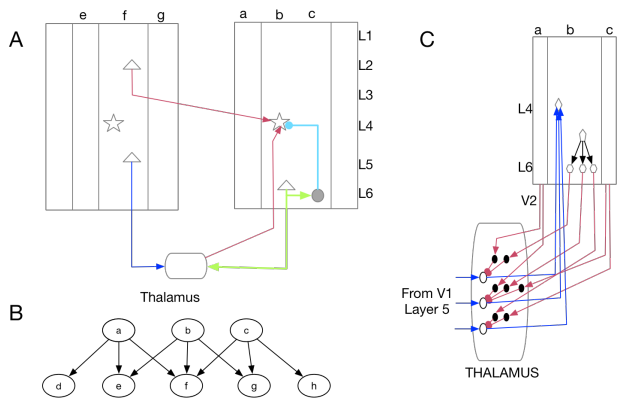 A
e f g
a b c
L1
L2
L3
L4
L5
L6
Thalamus
B
a b c
d e f g h
C
a b c
L4
L6
V2
From V1
Layer 5
THALAMUS